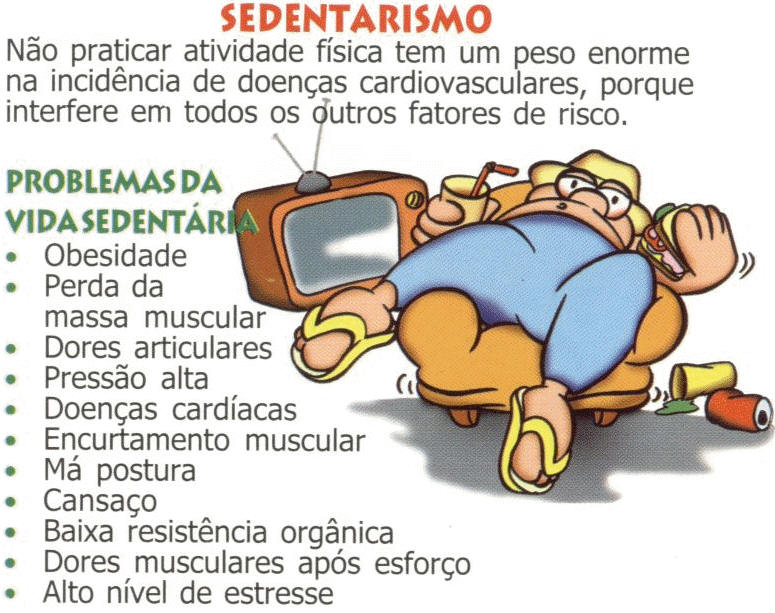 SEDENTARISMO
Não praticar atividade física tem um peso enorme
na incidência de doenças cardiovasculares, porque
interfere em todos os outros fatores de risco.
PROBLEMAS DA
VIDA SEDENTÁRIA
• Obesidade
• Perda da
massa muscular
• Dores articulares
• Pressão alta
• Doenças cardíacas
• Encurtamento muscular
• Má postura
• Cansaço
• Baixa resistência orgânica
• Dores musculares após esforço
• Alto nível de estresse